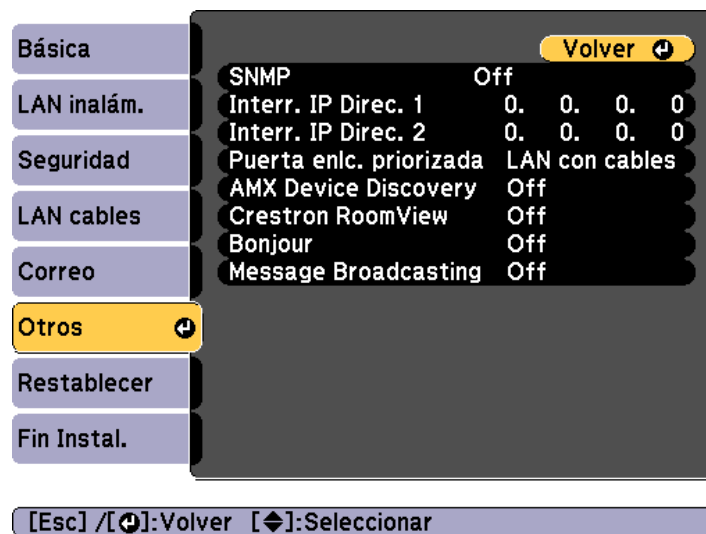 Básica
LAN inalám.
Seguridad
LAN cables
Correo
Otros
Restablecer
Fin Instal.
Volver
SNMP Off
Interr. IP Direc. 1 0. 0. 0. 0
Interr. IP Direc. 2 0. 0. 0. 0
Puerta enlc. priorizada LAN con cables
AMX Device Discovery Off
Crestron RoomView Off
Bonjour Off
Message Broadcasting Off
[Esc] /[↵]:Volver [◆]:Seleccionar